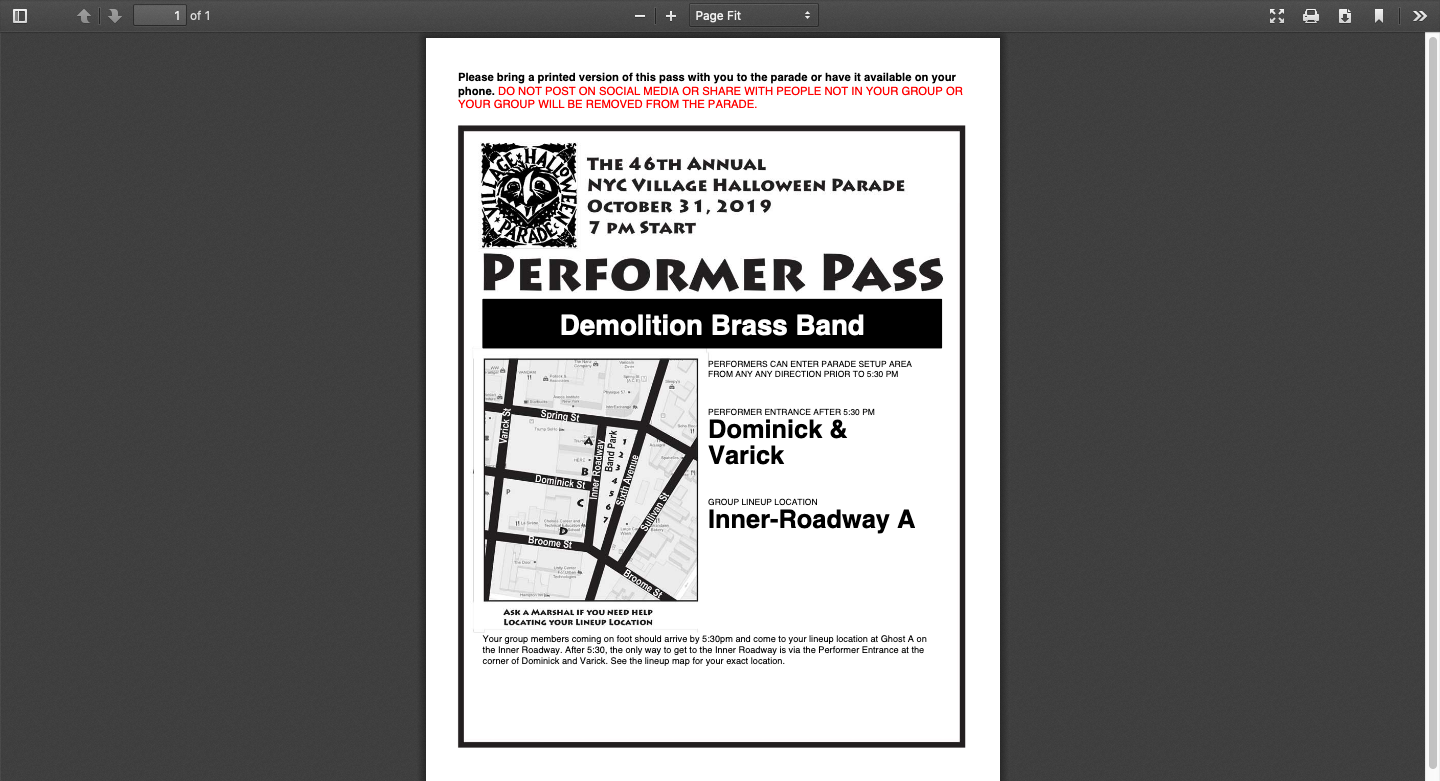 1 of 1
Page Fit
Please bring a printed version of this pass with you to the parade or have it available on your
phone. DO NOT POST ON SOCIAL MEDIA OR SHARE WITH PEOPLE NOT IN YOUR GROUP OR
YOUR GROUP WILL BE REMOVED FROM THE PARADE.
VILLAGE HALLOWEEN PARADE
The 46th Annual
NYC Village Halloween Parade
October 31, 2019
7 pm Start
Performer Pass
Demolition Brass Band
PERFORMERS CAN ENTER PARADE SETUP AREA
FROM ANY ANY DIRECTION PRIOR TO 5:30 PM
PERFORMER ENTRANCE AFTER 5:30 PM
Dominick &
Varick
GROUP LINEUP LOCATION
Inner-Roadway A
Varick St
Spring St
A
Inner Roadway
Band Park
1
2
3
4
5
6
7
B
Dominick St
C
Sixth Avenue
Sullivan St
D
Broome St
Broome St
Ask a Marshal if you need help
Locating your Lineup Location
Your group members coming on foot should arrive by 5:30pm and come to your lineup location at Ghost A on
the Inner Roadway. After 5:30, the only way to get to the Inner Roadway is via the Performer Entrance at the
corner of Dominick and Varick. See the lineup map for your exact location.